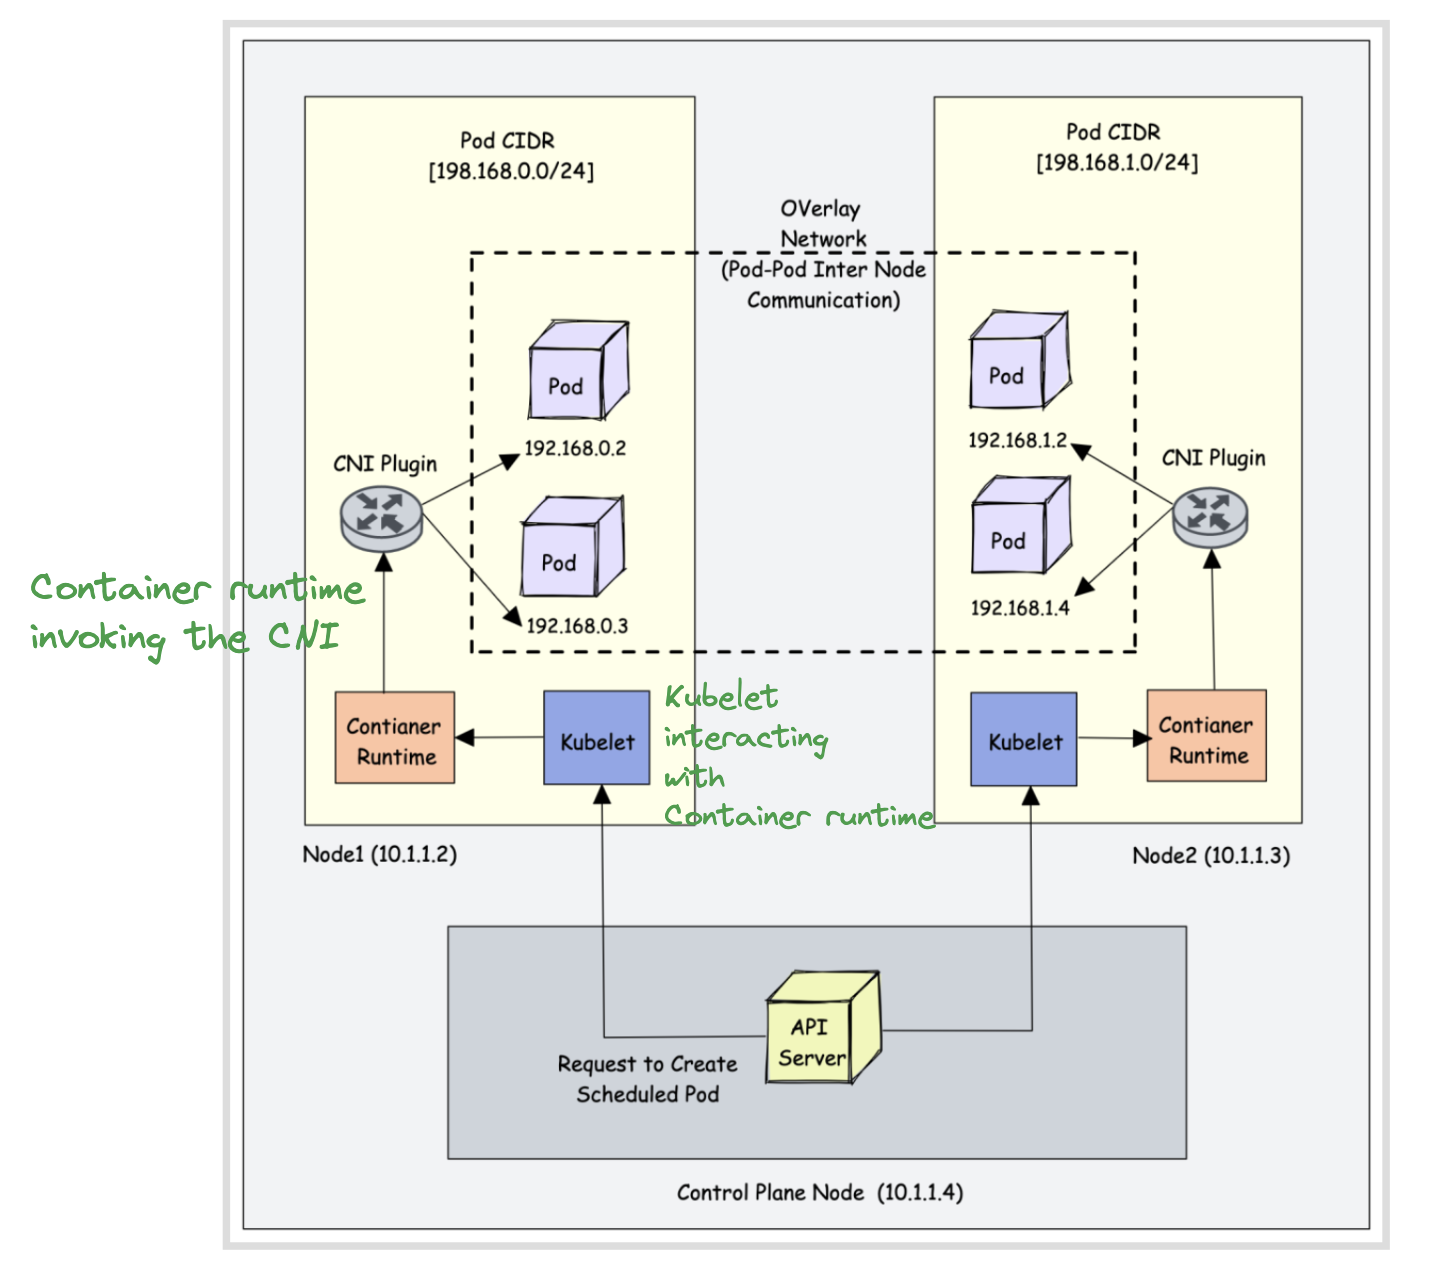 Pod CIDR
[198.168.0.0/24]
Pod CIDR
[198.168.1.0/24]
OVerlay
Network
(Pod-Pod Inter Node
Communication)
Pod
192.168.0.2
Pod
192.168.1.2
CNI Plugin
CNI Plugin
Pod
192.168.0.3
Pod
192.168.1.4
Container runtime
invoking the CNI
Contianer
Runtime
Kubelet
Kubelet
interacting
with
Container runtime
Kubelet
Contianer
Runtime
Node1 (10.1.1.2)
Node2 (10.1.1.3)
API
Server
Request to Create
Scheduled Pod
Control Plane Node (10.1.1.4)